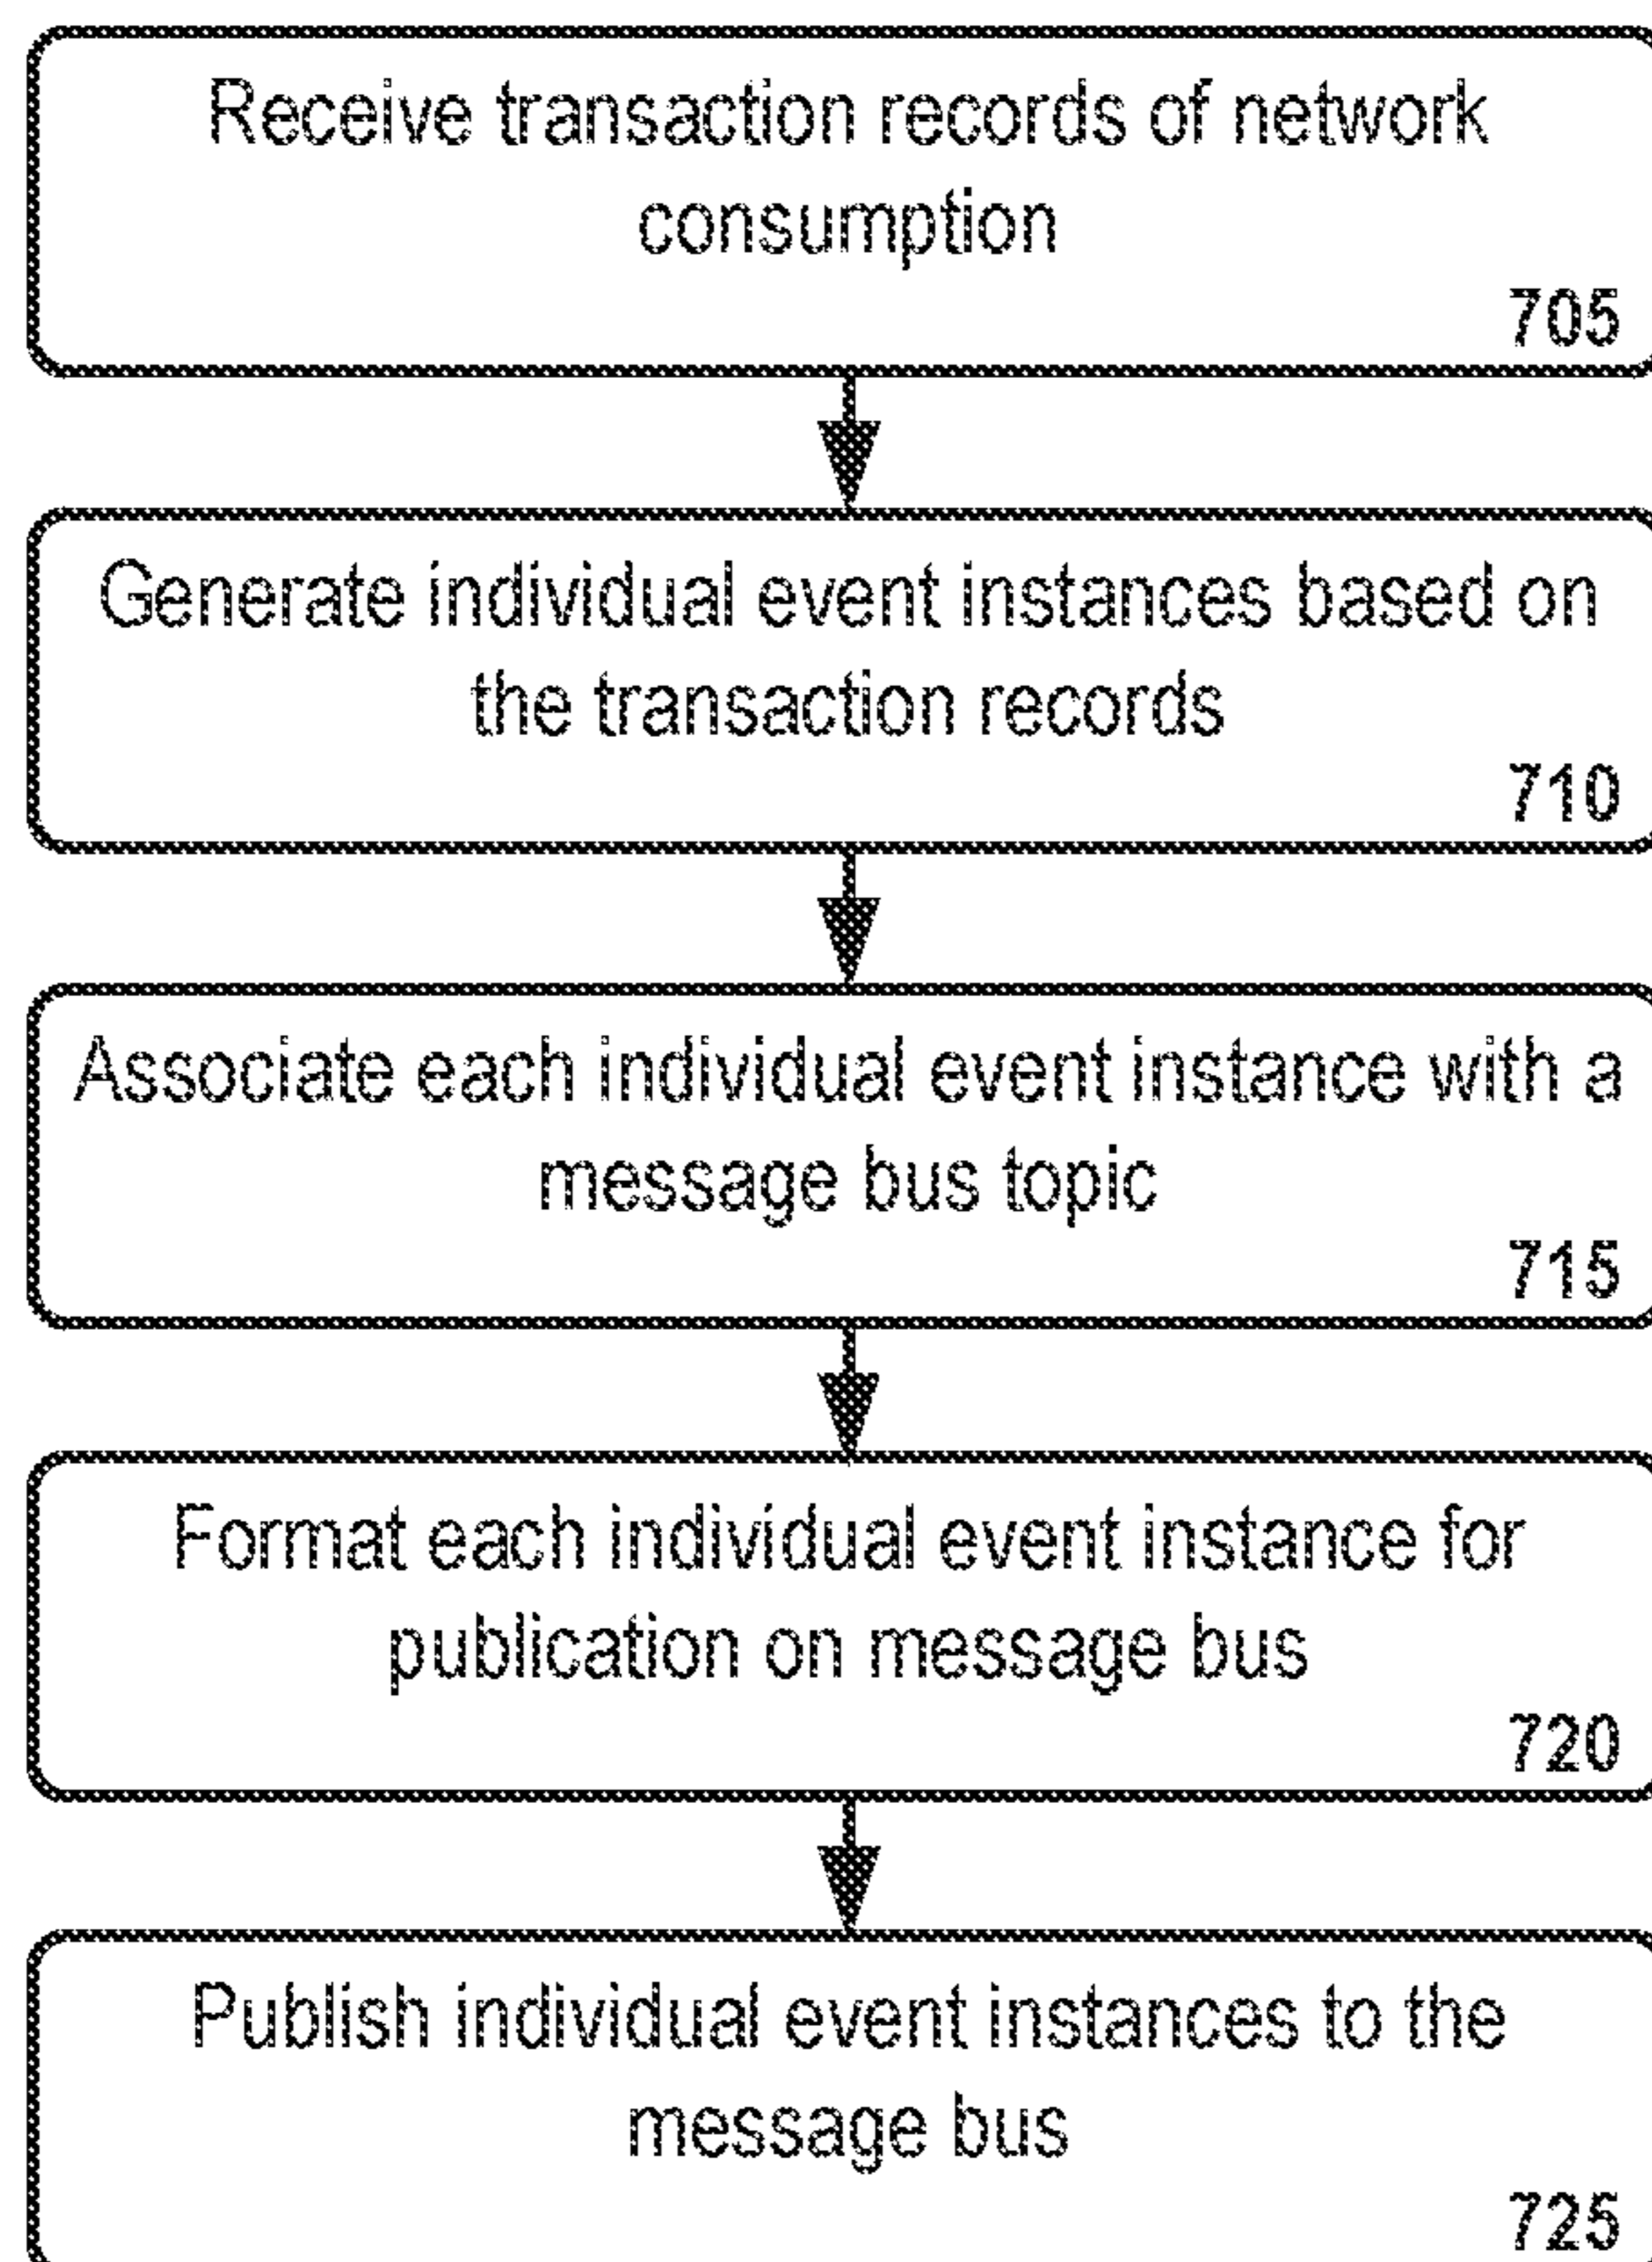 Receive transaction records of network
consumption
705
Generate individual event instances based on
the transaction records
710
Associate each individual event instance with a
message bus topic
715
Format each individual event instance for
publication on message bus
720
Publish individual event instances to the
message bus
725